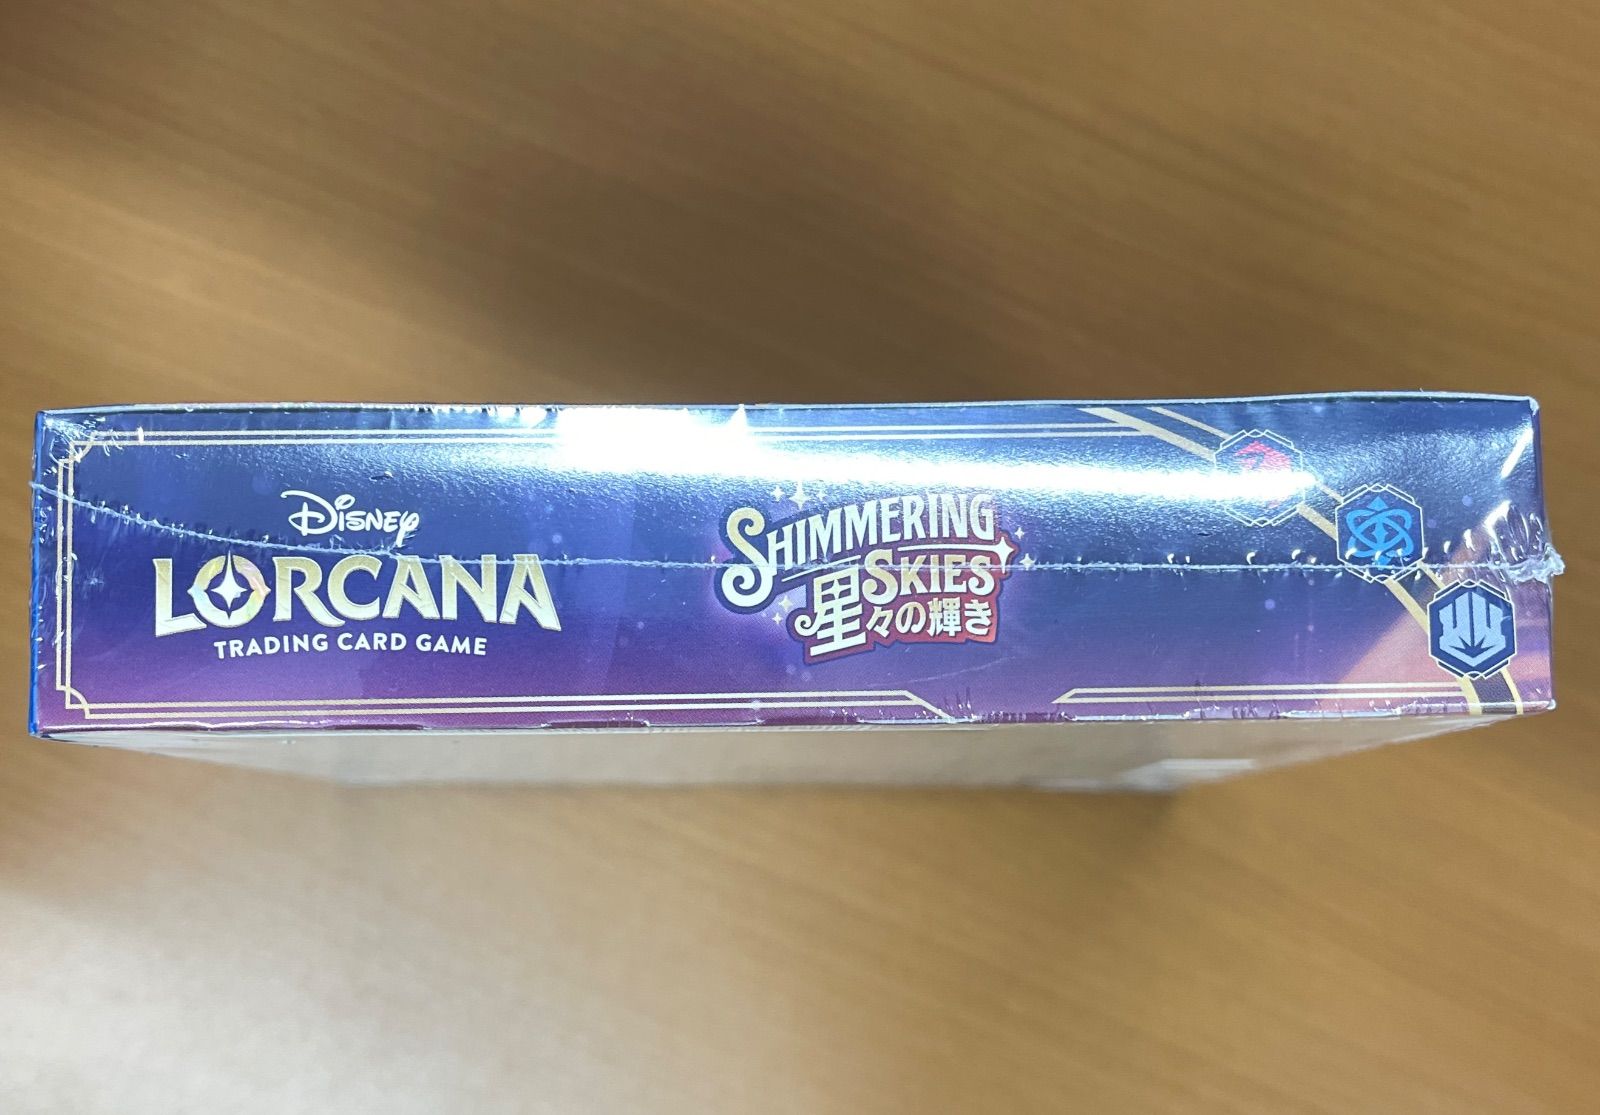 Disney
LORCANA
TRADING CARD GAME
SHIMMERING
SKIES
星々の輝き